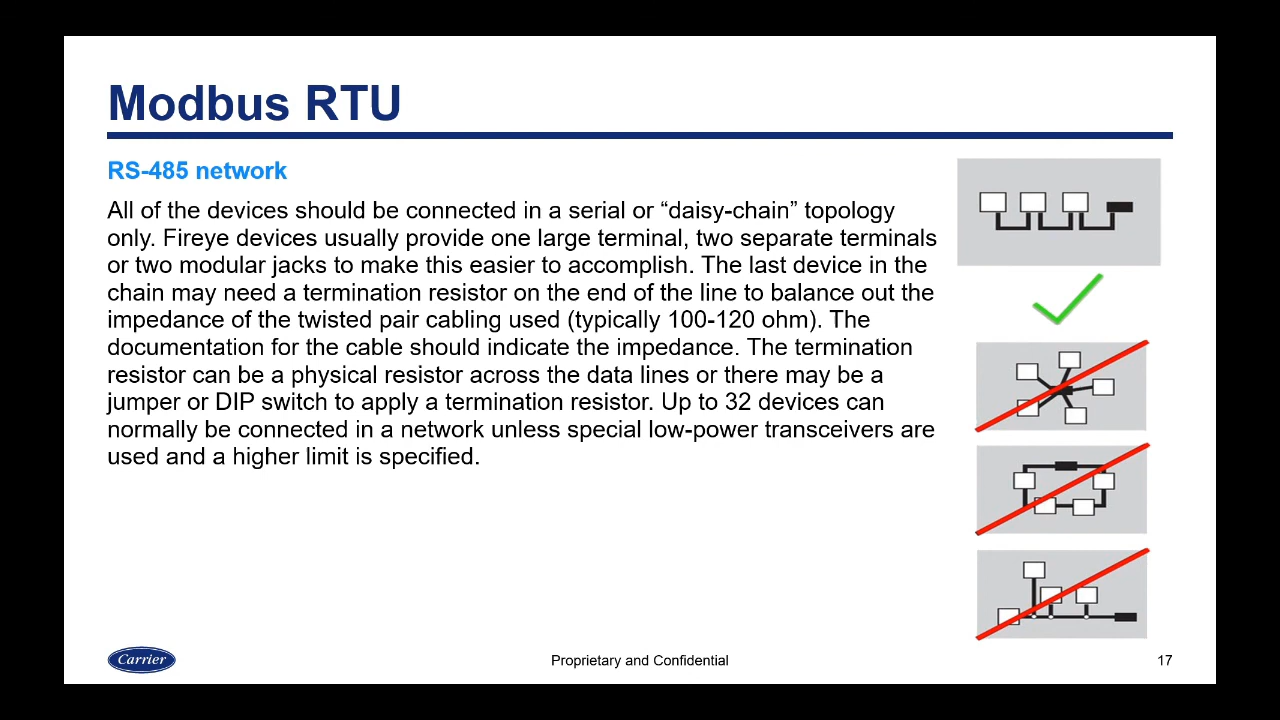 Modbus RTU
RS-485 network
All of the devices should be connected in a serial or “daisy-chain” topology
only. Fireye devices usually provide one large terminal, two separate terminals
or two modular jacks to make this easier to accomplish. The last device in the
chain may need a termination resistor on the end of the line to balance out the
impedance of the twisted pair cabling used (typically 100-120 ohm). The
documentation for the cable should indicate the impedance. The termination
resistor can be a physical resistor across the data lines or there may be a
jumper or DIP switch to apply a termination resistor. Up to 32 devices can
normally be connected in a network unless special low-power transceivers are
used and a higher limit is specified.
Carrier
Proprietary and Confidential
17